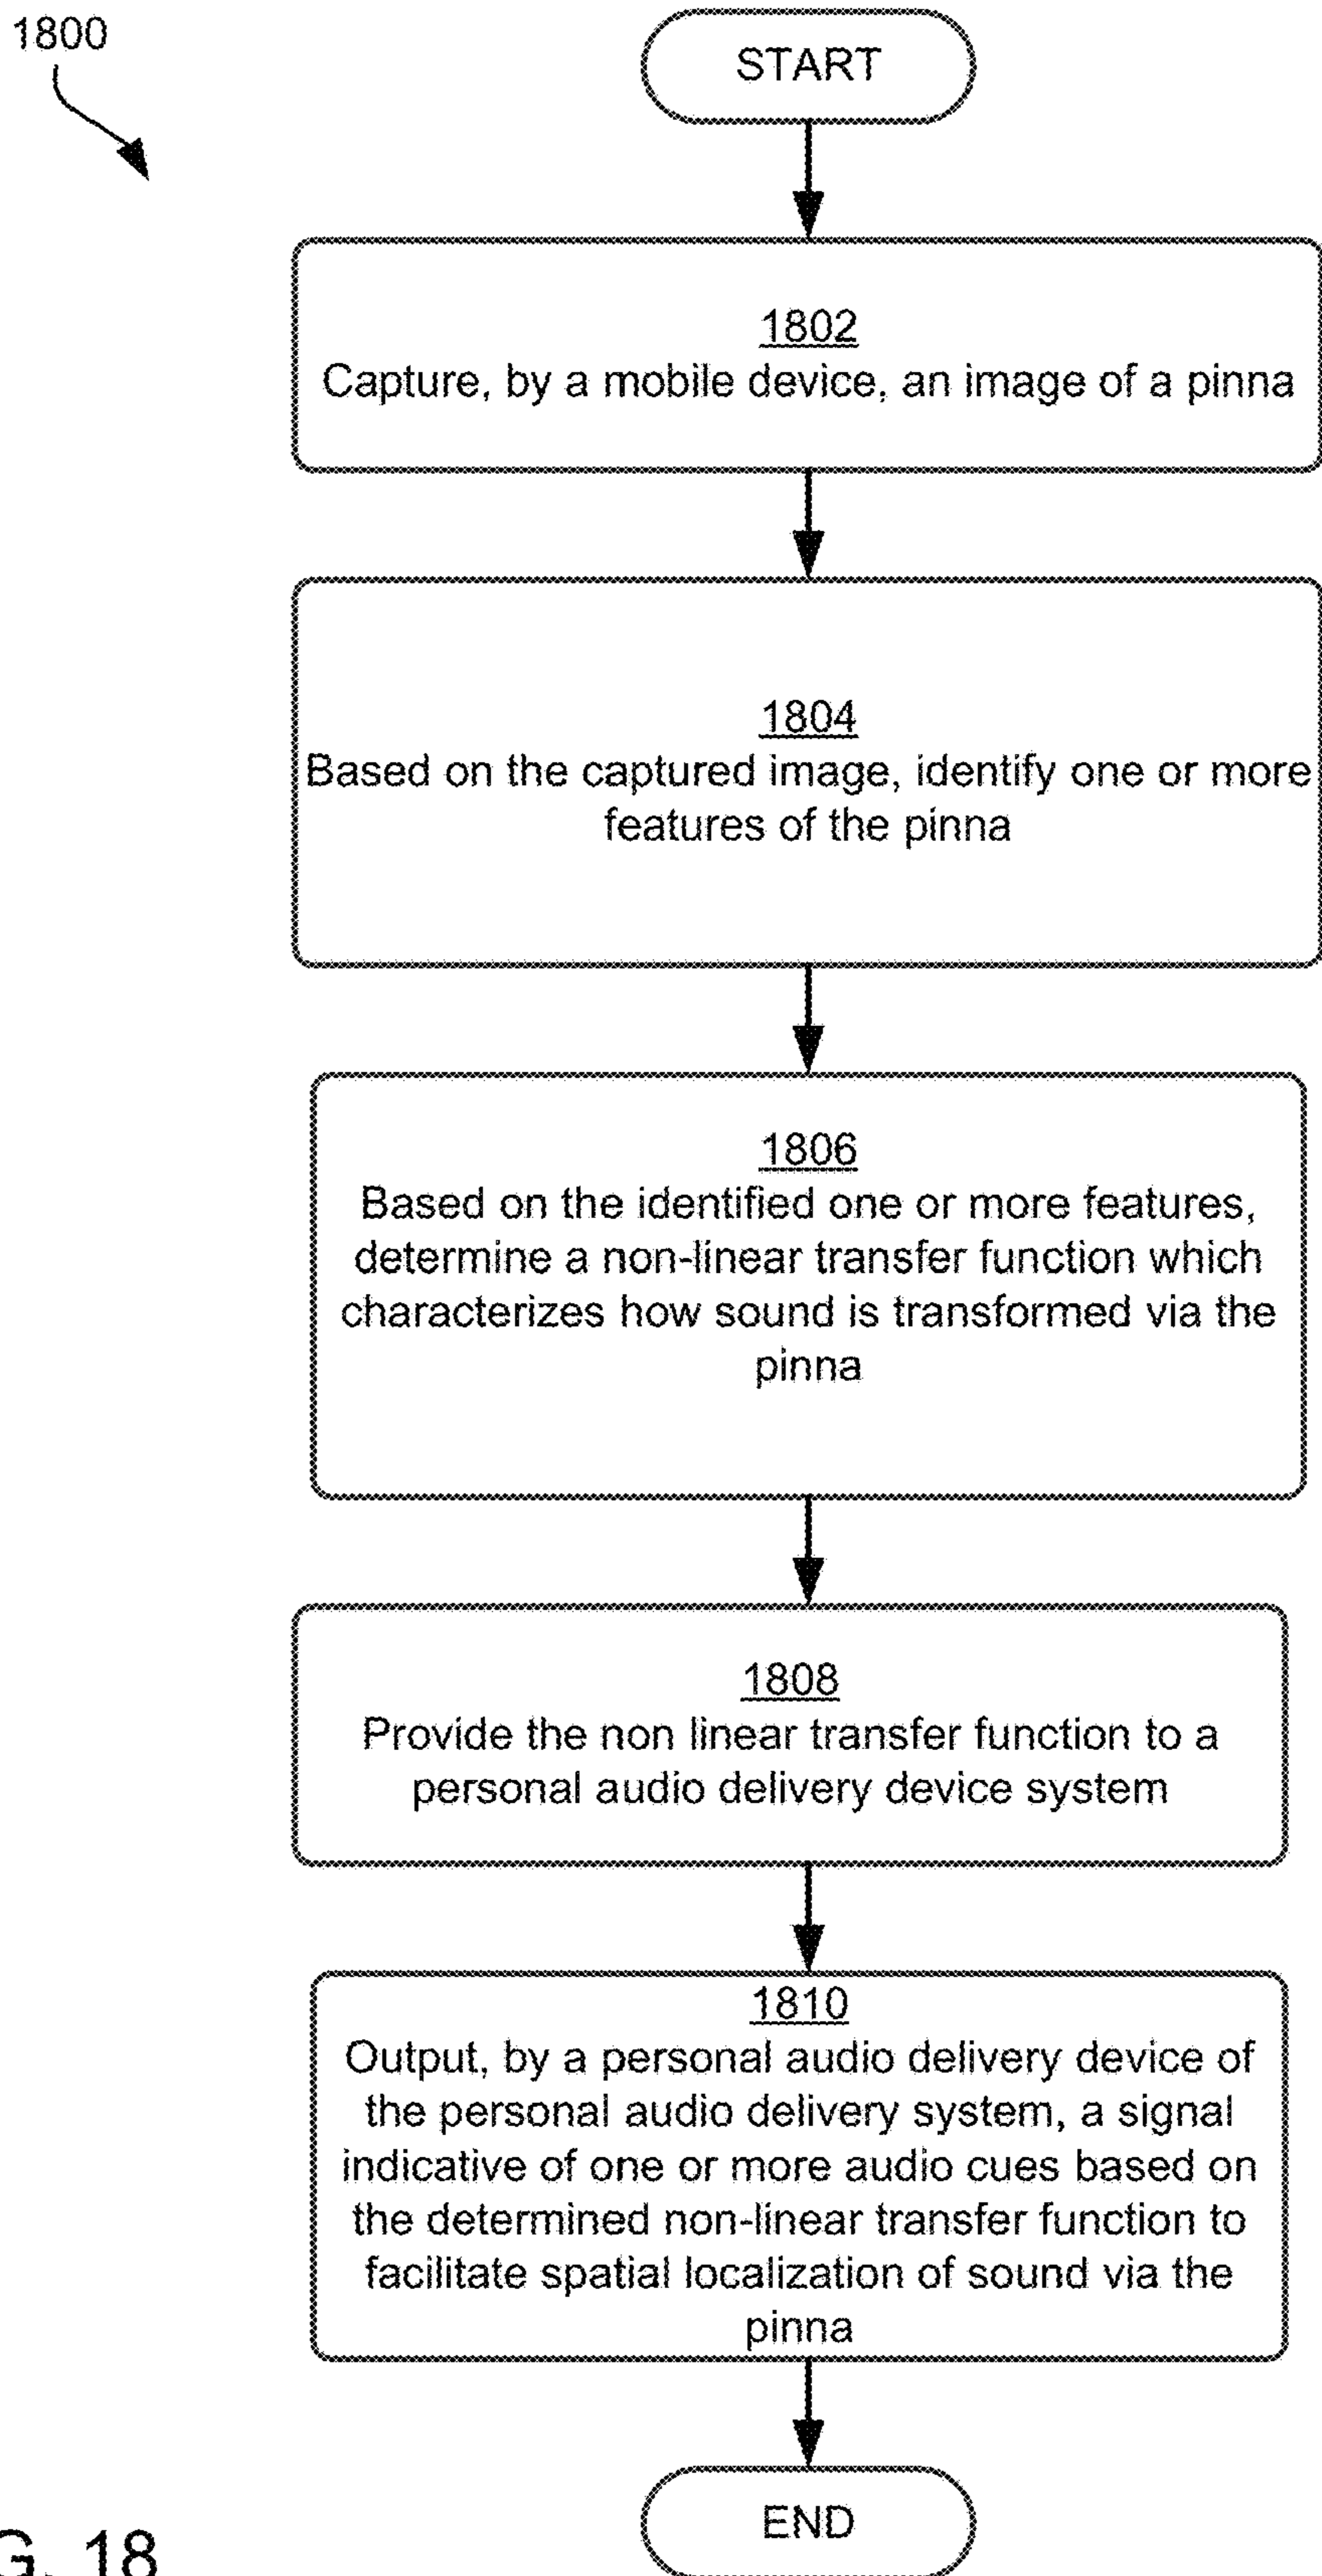 1800
START
1802
Capture, by a mobile device, an image of a pinna
1804
Based on the captured image, identify one or more
features of the pinna
1806
Based on the identified one or more features,
determine a non-linear transfer function which
characterizes how sound is transformed via the
pinna
1808
Provide the non linear transfer function to a
personal audio delivery device system
1810
Output, by a personal audio delivery device of
the personal audio delivery system, a signal
indicative of one or more audio cues based on
the determined non-linear transfer function to
facilitate spatial localization of sound via the
pinna
END
G. 18